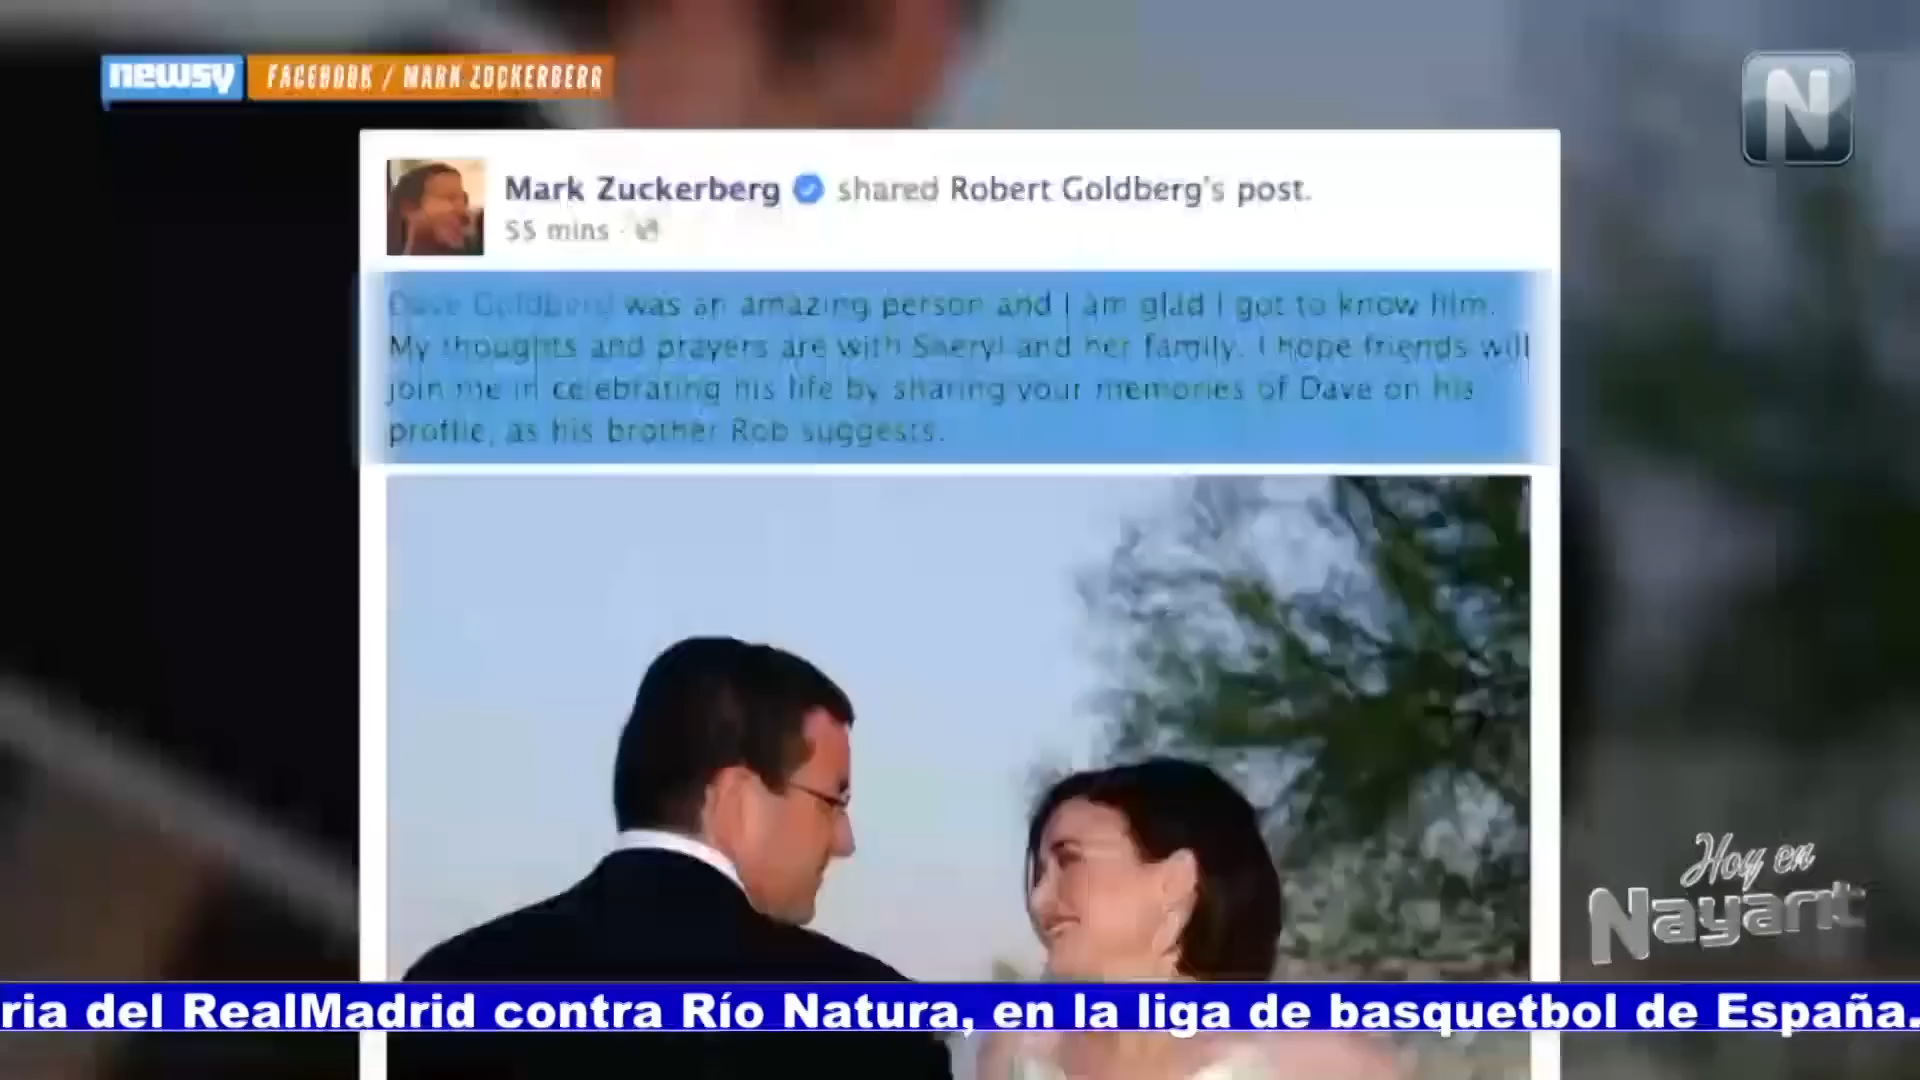 newsy FACEBOOK / MARK ZUCKERBERG
N
Mark Zuckerberg shared Robert Goldberg's post.
55 mins ·
Dave Goldberg was an amazing person and I am glad I got to know him.
My thoughts and prayers are with Sheryl and her family. I hope friends will
join me in celebrating his life by sharing your memories of Dave on his
profile, as his brother Rob suggests.
Hoy en
Nayarit
ria del RealMadrid contra Río Natura, en la liga de basquetbol de España.